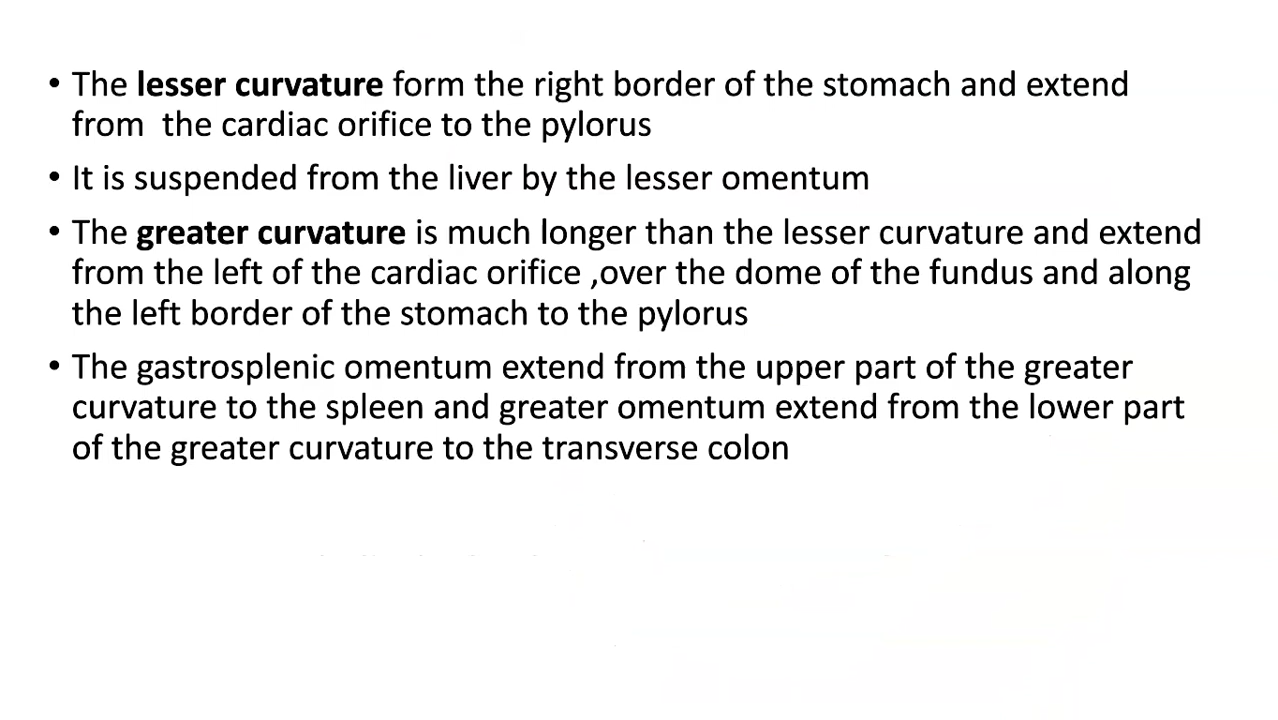 • The lesser curvature form the right border of the stomach and extend
from  the cardiac orifice to the pylorus
• It is suspended from the liver by the lesser omentum
• The greater curvature is much longer than the lesser curvature and extend
from the left of the cardiac orifice ,over the dome of the fundus and along
the left border of the stomach to the pylorus
• The gastrosplenic omentum extend from the upper part of the greater
curvature to the spleen and greater omentum extend from the lower part
of the greater curvature to the transverse colon